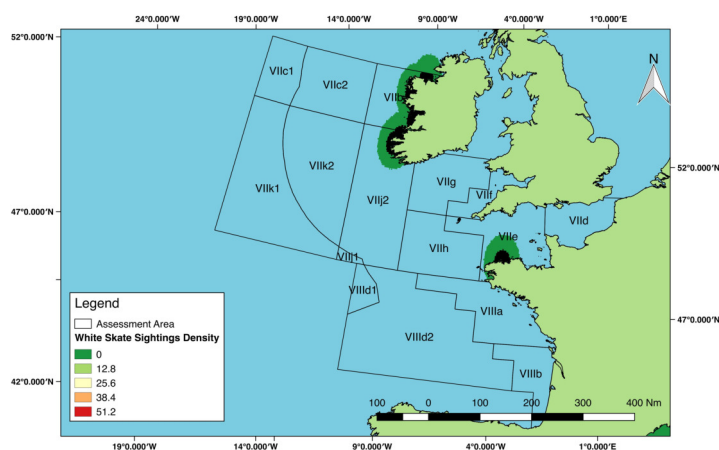 24°0.000'W 19°0.000'W 14°0.000'W 9°0.000'W 4°0.000'W 1°0.000'E
52°0.000'N
N
VIIc1
VIIc2
VIIb
52°0.000'N
VIIk2
VIIg
VIIf
VIIk1
VIIj2
47°0.000'N
VIId
VIIe
VIIh
VIIj1
VIIId1
Legend
Assessment Area
White Skate Sightings Density
0
12.8
25.6
38.4
51.2
VIIIa
47°0.000'N
VIIId2
VIIIb
42°0.000'N
100 0 100 200 300 400 Nm
19°0.000'W 14°0.000'W 9°0.000'W 4°0.000'W 1°0.000'E